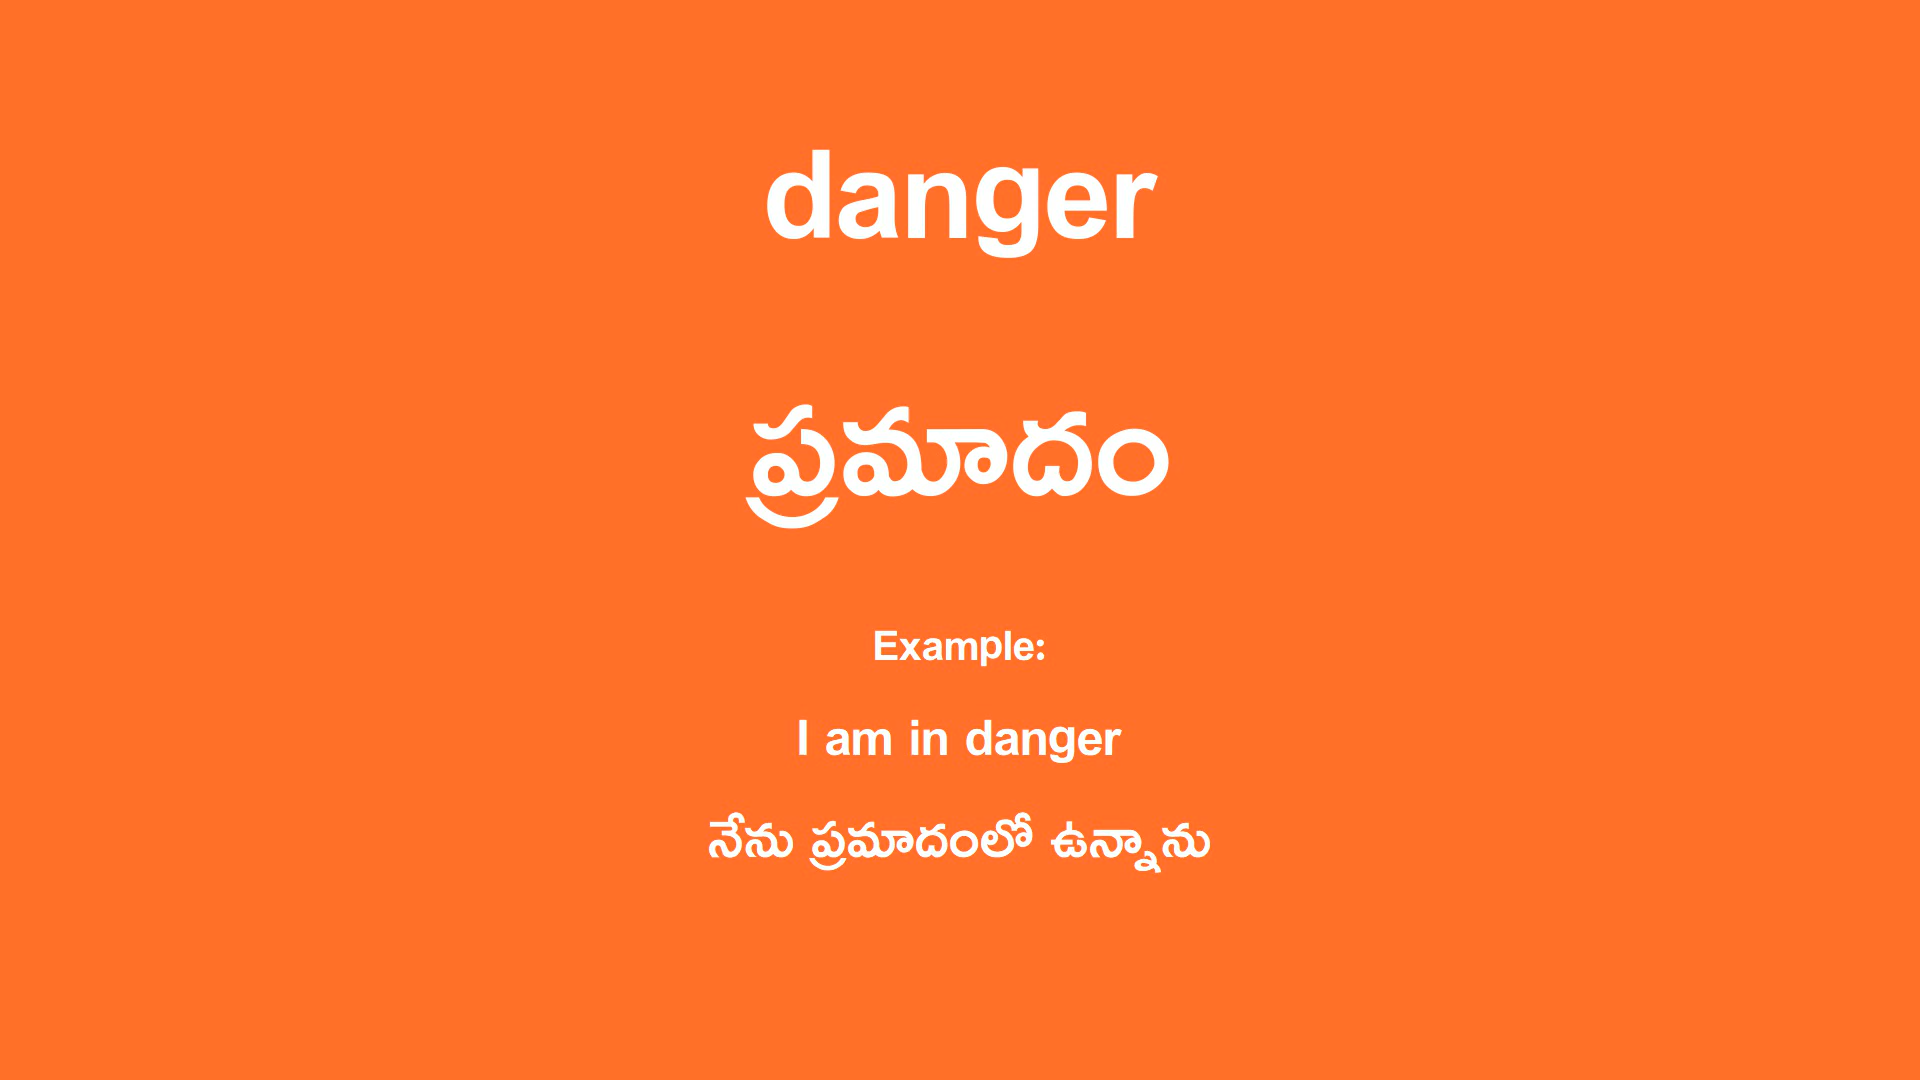 danger
ప్రమాదం
Example:
I am in danger
నేను ప్రమాదంలో ఉన్నాను